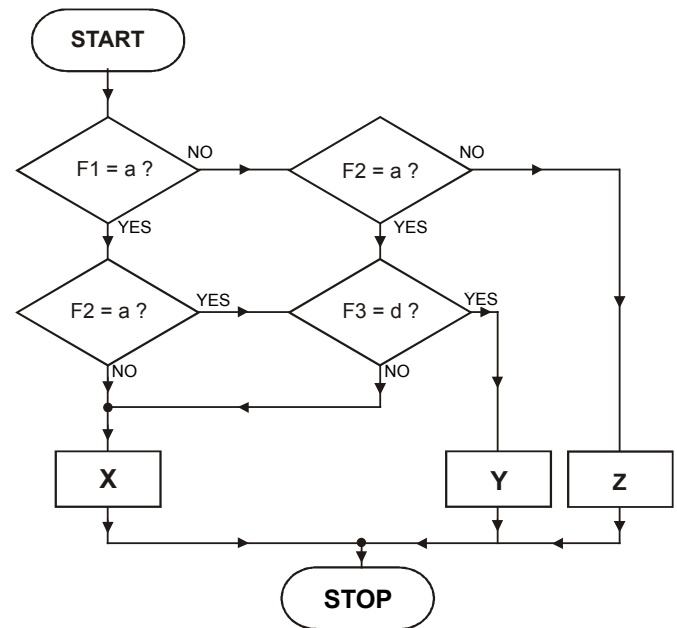 START
F1 = a ?
NO
F2 = a ?
NO
YES
YES
F2 = a ?
YES
F3 = d ?
YES
NO
NO
X
Y
Z
STOP